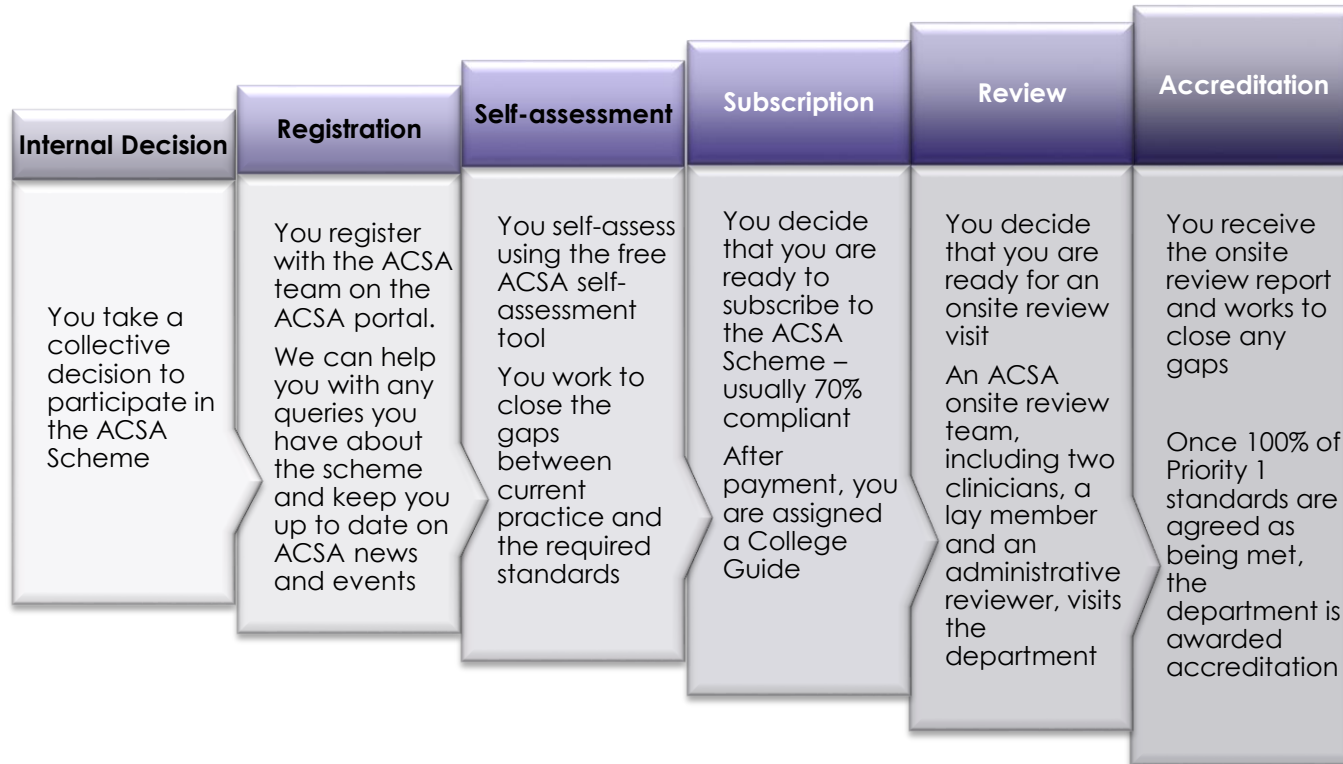 Internal Decision
You take a
collective
decision to
participate in
the ACSA
Scheme
Registration
You register
with the ACSA
team on the
ACSA portal.
We can help
you with any
queries you
have about
the scheme
and keep you
up to date on
ACSA news
and events
Self-assessment
You self-assess
using the free
ACSA self-
assessment
tool
You work to
close the
gaps
between
current
practice and
the required
standards
Subscription
You decide
that you are
ready to
subscribe to
the ACSA
Scheme –
usually 70%
compliant
After
payment, you
are assigned
a College
Guide
Review
You decide
that you are
ready for an
onsite review
visit
An ACSA
onsite review
team,
including two
clinicians, a
lay member
and an
administrative
reviewer, visits
the
department
Accreditation
You receive
the onsite
review report
and works to
close any
gaps
Once 100% of
Priority 1
standards are
agreed as
being met,
the
department is
awarded
accreditation